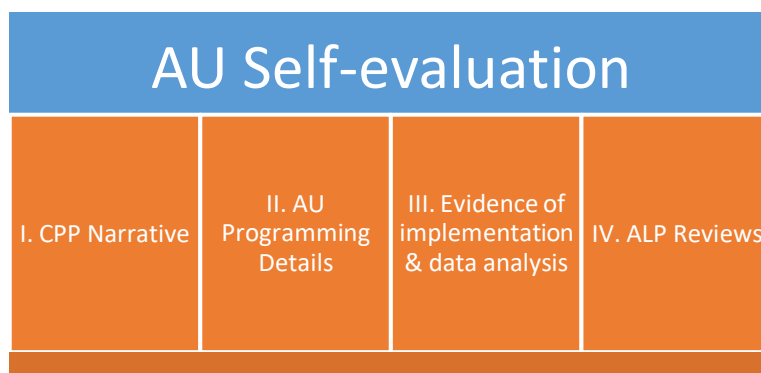 AU Self-evaluation
I. CPP Narrative
II. AU
Programming
Details
III. Evidence of
implementation
& data analysis
IV. ALP Reviews